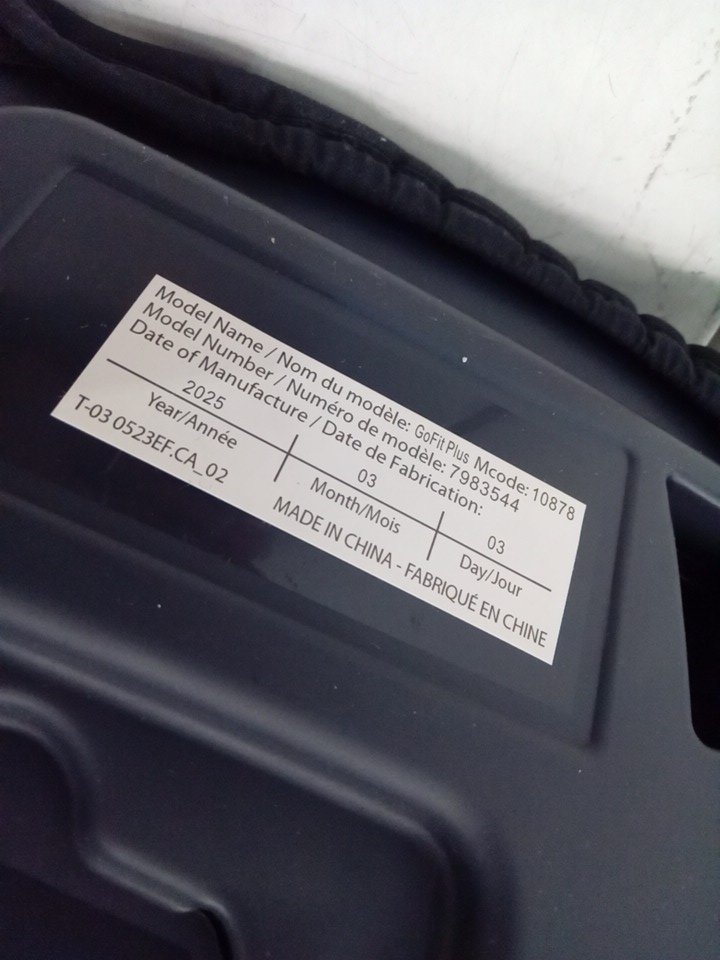 Model Name / Nom du modèle: GoFit Plus Mcode: 10878
Model Number / Numéro de modèle: 7983544
Date of Manufacture / Date de Fabrication:
2025 03 03
Year/Année Month/Mois Day/Jour
T-03 0523EF.CA_02 MADE IN CHINA - FABRIQUÉ EN CHINE